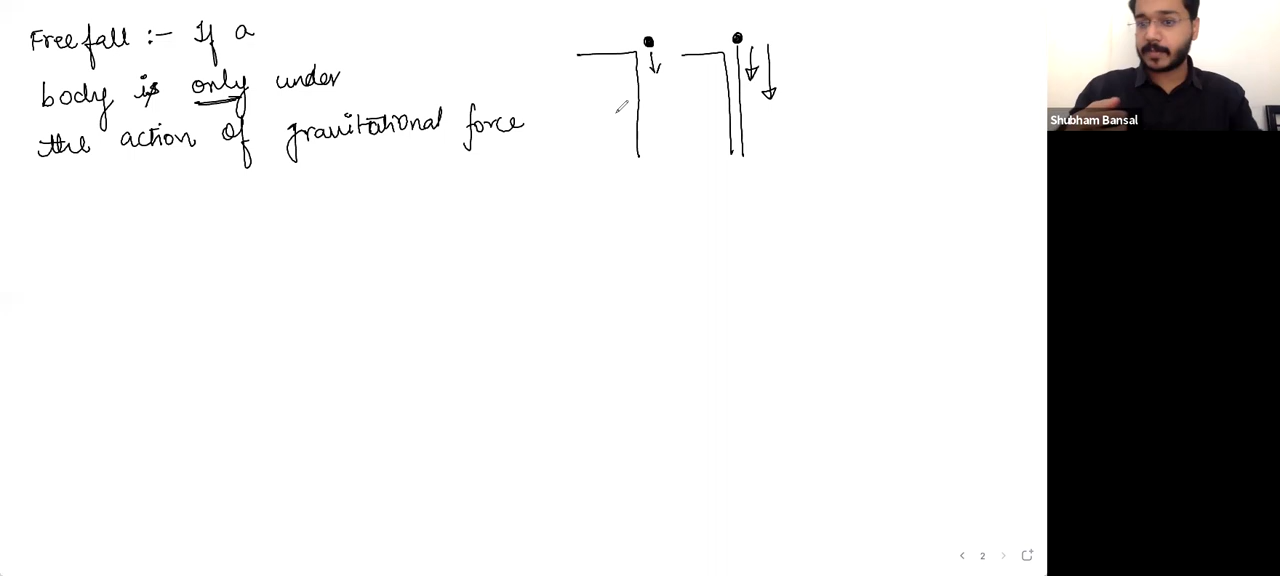 Free fall :- If a
body is only under
the action of gravitational force
Shubham Bansal
2